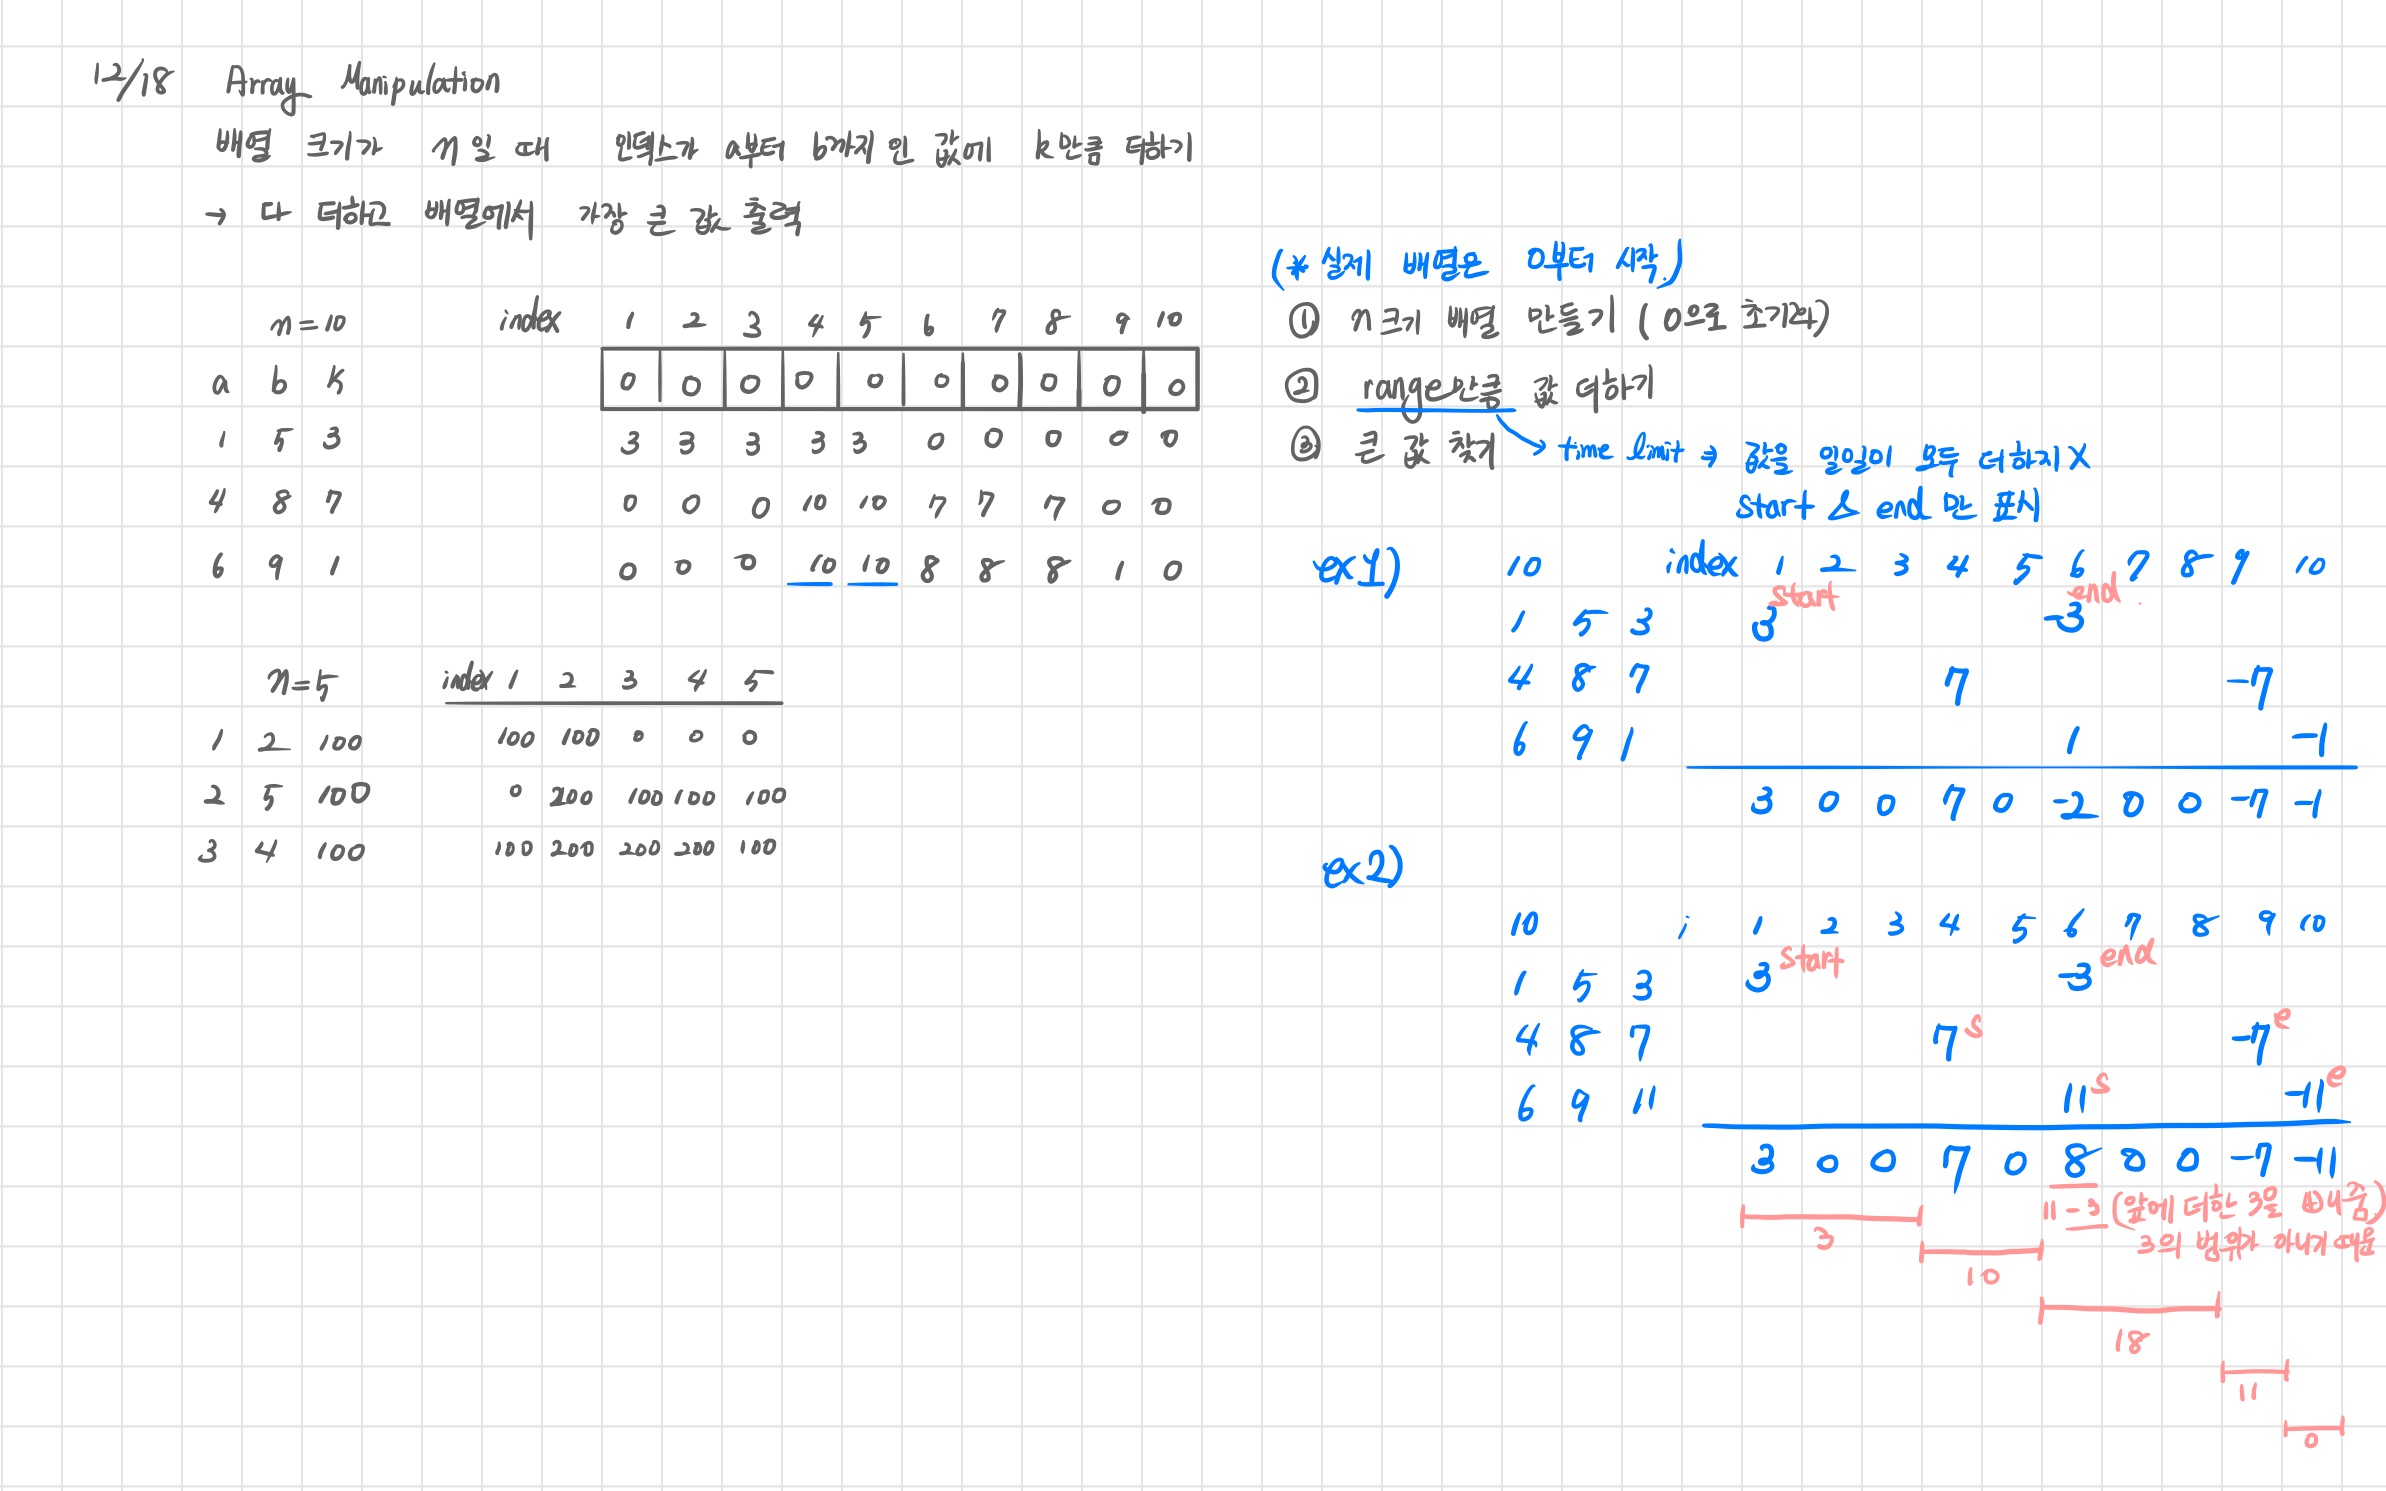 12/18 Array Manipulation
배열 크기가 n일 때 인덱스가 a부터 b까지 인 값에 k만큼 더하기
→ 다 더하고 배열에서 가장 큰 값 출력
n=10 index 1 2 3 4 5 6 7 8 9 10
a b k 0 0 0 0 0 0 0 0 0 0
1 5 3 3 3 3 3 3 0 0 0 0 0
4 8 7 0 0 0 10 10 7 7 7 0 0
6 9 1 0 0 0 10 10 8 8 8 1 0
n=5 index 1 2 3 4 5
1 2 100 100 100 0 0 0
2 5 100 0 200 100 100 100
3 4 100 100 200 200 200 100
(* 실제 배열은 0부터 시작)
① n크기 배열 만들기 (0으로 초기화)
② range만큼 값 더하기
③ 큰 값 찾기 → time limit → 값을 일일이 모두 더하지 X
start & end 만 표시
ex1) 10 index 1 2 3 4 5 6 7 8 9 10
start end
1 5 3 3 -3
4 8 7 7 -7
6 9 1 1 -1
3 0 0 7 0 -2 0 0 -7 -1
ex2)
10 i 1 2 3 4 5 6 7 8 9 10
1 5 3 3 start -3 end
4 8 7 7 s -7 e
6 9 11 11 s -11 e
3 0 0 7 0 8 0 0 -7 -11
11-3 (앞에 더한 3을 빼줌)
3의 범위가 아니기 때문
3
10
18
11
0